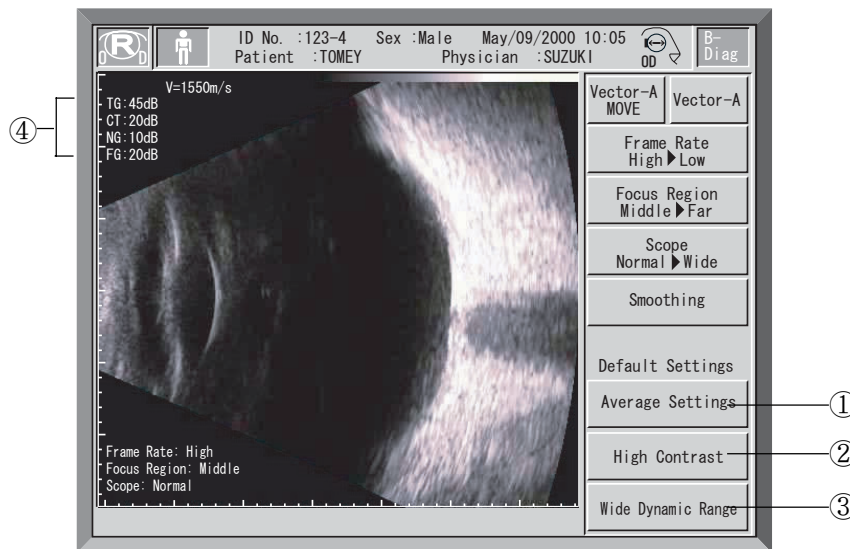 O R D
ID No. :123-4 Sex :Male May/09/2000 10:05
Patient :TOMEY Physician :SUZUKI
OD
B-
Diag
V=1550m/s
TG:45dB
CT:20dB
NG:10dB
FG:20dB
④
Vector-A
MOVE
Vector-A
Frame Rate
High▶Low
Focus Region
Middle▶Far
Scope
Normal▶Wide
Smoothing
Default Settings
Average Settings
①
High Contrast
②
Wide Dynamic Range
③
Frame Rate: High
Focus Region: Middle
Scope: Normal